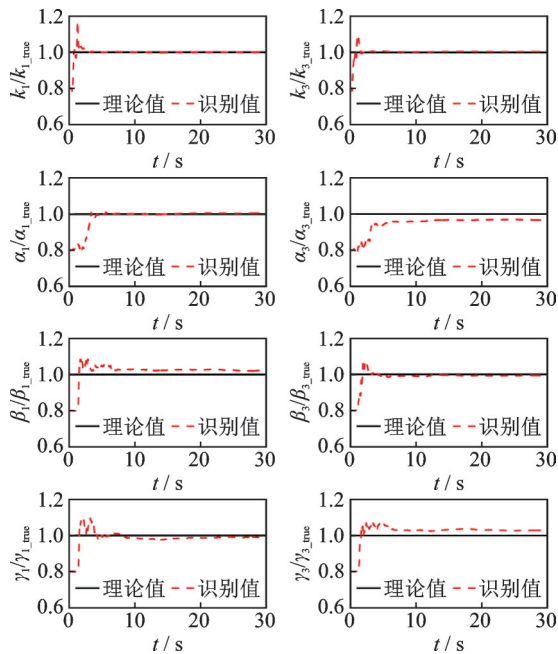 k₁/k₁_true
1.2
1.0
0.8
0.6
理论值 识别值
0 10 20 30
t / s
k₃/k₃_true
1.2
1.0
0.8
0.6
理论值 识别值
0 10 20 30
t / s
α₁/α₁_true
1.2
1.0
0.8
0.6
理论值 识别值
0 10 20 30
t / s
α₃/α₃_true
1.2
1.0
0.8
0.6
理论值 识别值
0 10 20 30
t / s
β₁/β₁_true
1.2
1.0
0.8
0.6
理论值 识别值
0 10 20 30
t / s
β₃/β₃_true
1.2
1.0
0.8
0.6
理论值 识别值
0 10 20 30
t / s
γ₁/γ₁_true
1.2
1.0
0.8
0.6
理论值 识别值
0 10 20 30
t / s
γ₃/γ₃_true
1.2
1.0
0.8
0.6
理论值 识别值
0 10 20 30
t / s